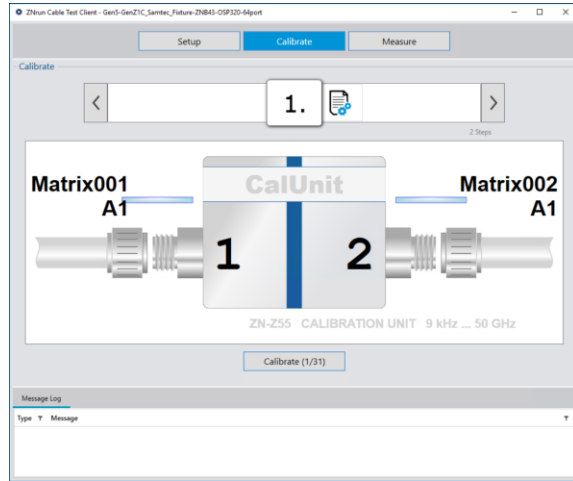 ZNrun Cable Test Client - Gen5-GenZ1C_Samtec_Fixture-ZNB43-OSP320-64port
Setup
Calibrate
Measure
Calibrate
1.
2 Steps
Matrix001
A1
CalUnit
Matrix002
A1
1
2
ZN-Z55 CALIBRATION UNIT 9 kHz ... 50 GHz
Calibrate (1/31)
Message Log
Type Message